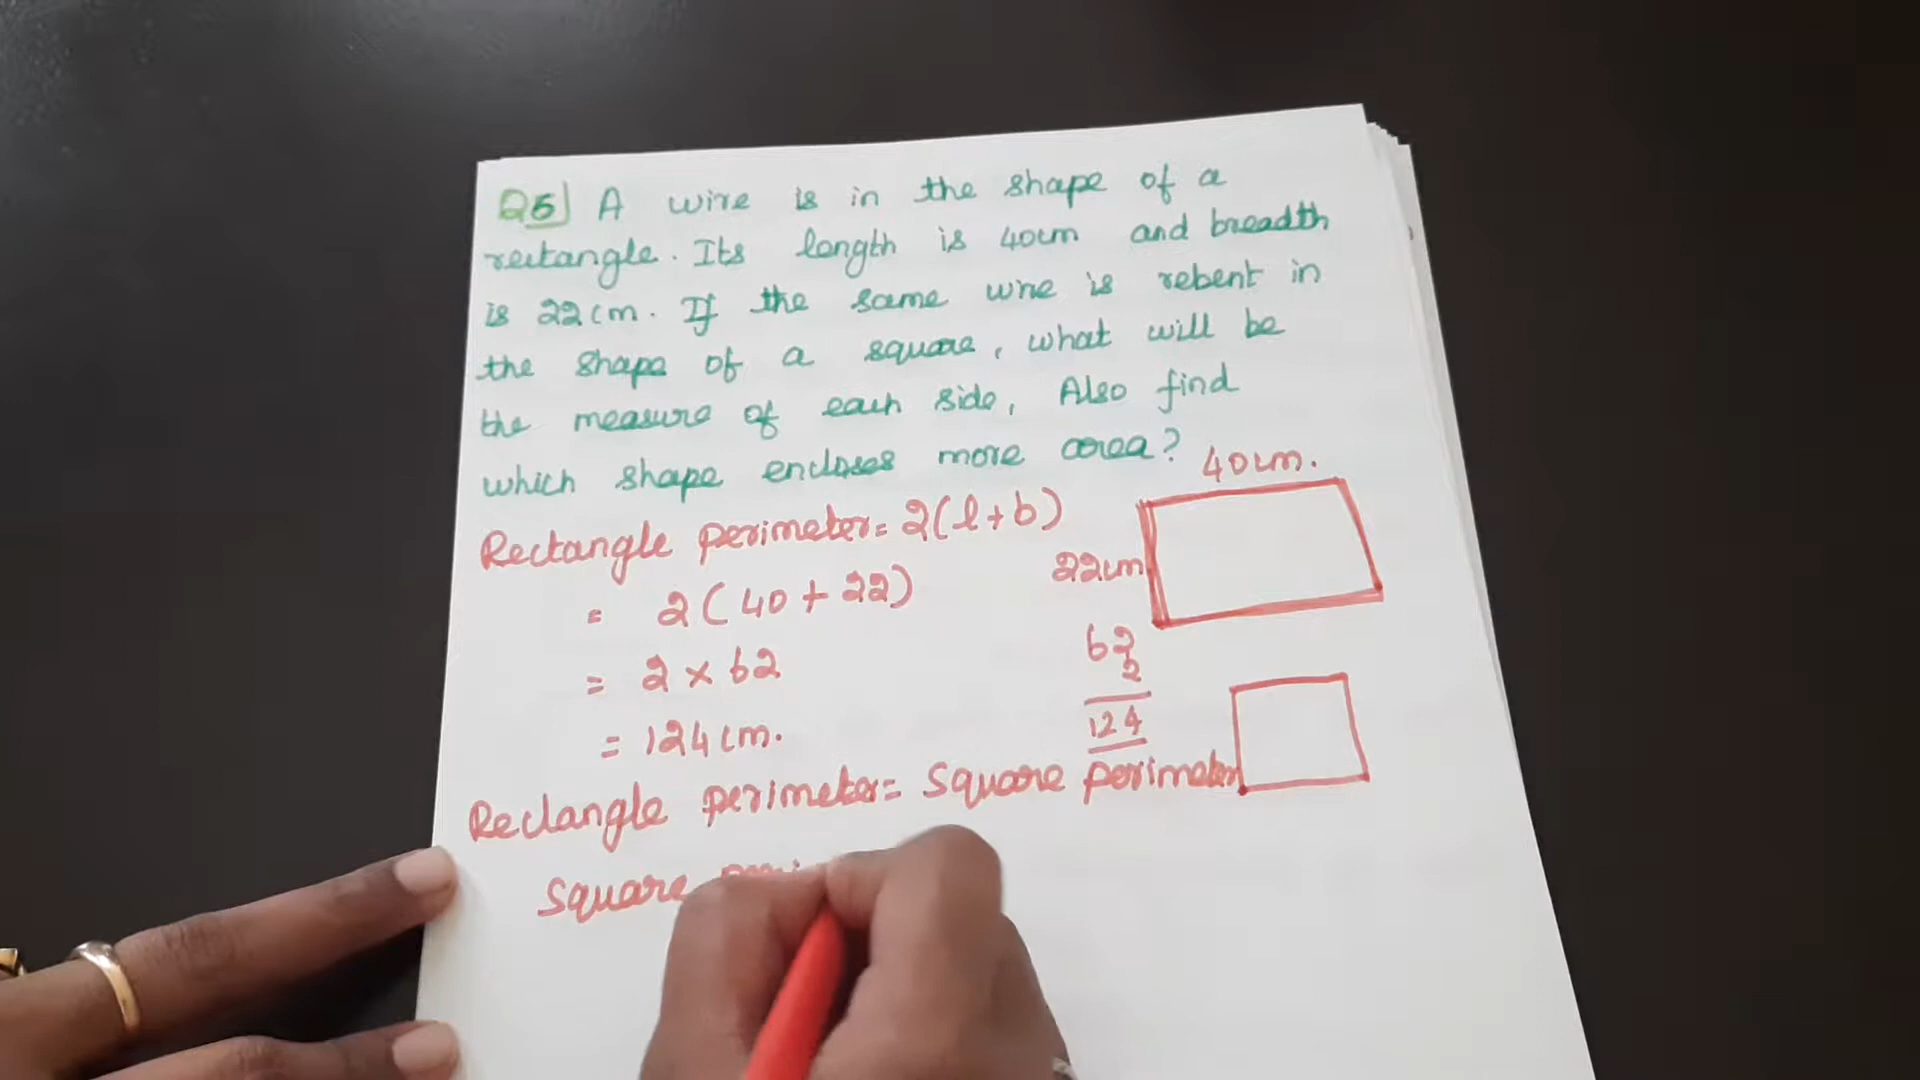 Q5 A wire is in the shape of a
rectangle. Its length is 40cm and breadth
is 22cm. If the same wire is rebent in
the shape of a square, what will be
the measure of each side, Also find
which shape encloses more area?
40cm.
Rectangle perimeter= 2(l+b)
22cm
= 2(40+22)
62
2
= 2 × 62
124
= 124cm.
Rectangle perimeter= Square perimeter
Square